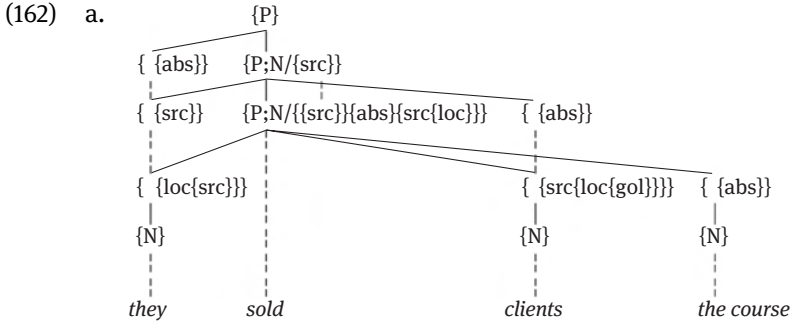 (162) a. {P}
{ {abs}} {P;N/{src}}
{ {src}} {P;N/{{src}}{abs}{src{loc}}} { {abs}}
{ {loc{src}}} { {src{loc{gol}}}} { {abs}}
{N} {N} {N}
they sold clients the course